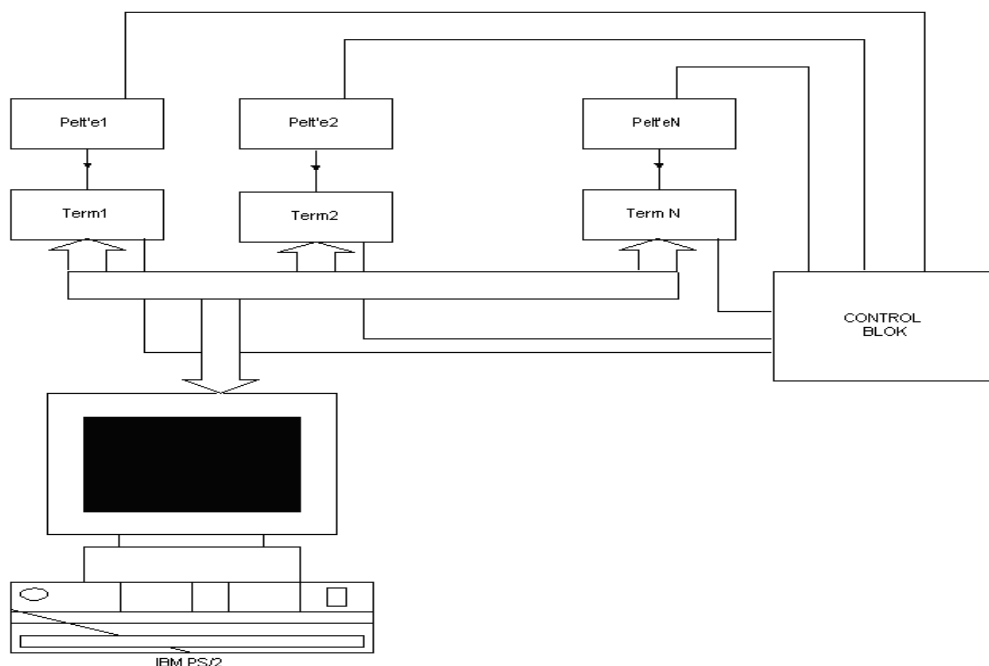 Pelt'e1
Pelt'e2
Pelt'eN
Term1
Term2
Term N
CONTROL
BLOK
IBM PS/2